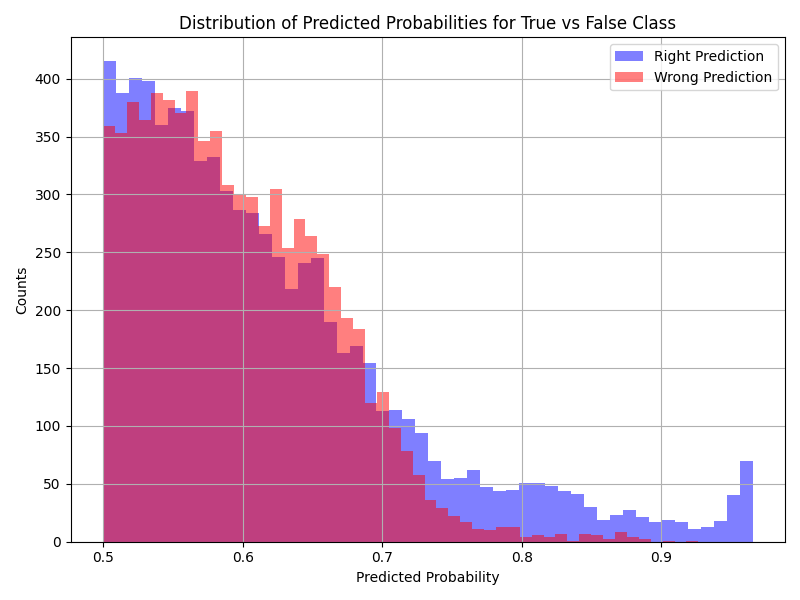 Distribution of Predicted Probabilities for True vs False Class
Right Prediction
Wrong Prediction
Counts
400
350
300
250
200
150
100
50
0
0.5 0.6 0.7 0.8 0.9
Predicted Probability